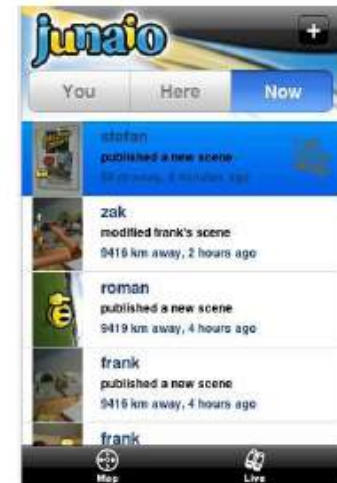 junaio
+
You Here Now
stefan
published a new scene
minutes ago
zak
modified frank's scene
9416 km away, 2 hours ago
roman
published a new scene
9419 km away, 4 hours ago
frank
published a new scene
9416 km away, 4 hours ago
frank
Map Live